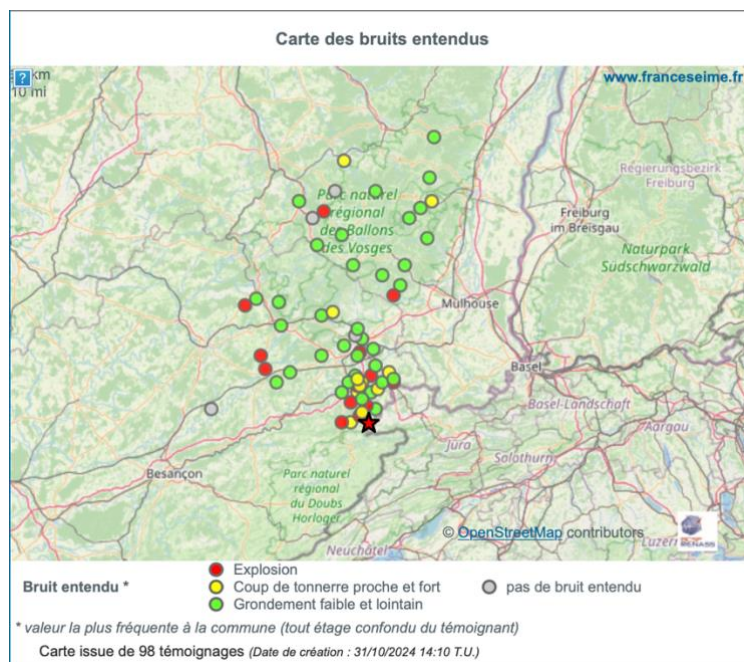 Carte des bruits entendus
?
km
10 mi
www.franceseime.fr
Parc naturel
régional
des Ballons
des Vosges
Regierungsbezirk
Freiburg
Freiburg
im Breisgau
Naturpark
Südschwarzwald
Mulhouse
Basel
Basel-Landschaft
Aargau
Jura
Solothurn
Besançon
Parc naturel
régional
du Doubs
Horloger
© OpenStreetMap contributors
Neuchâtel
Luzern
RENASS
Bruit entendu *
Explosion
Coup de tonnerre proche et fort
Grondement faible et lointain
pas de bruit entendu
* valeur la plus fréquente à la commune (tout étage confondu du témoignant)
Carte issue de 98 témoignages (Date de création : 31/10/2024 14:10 T.U.)